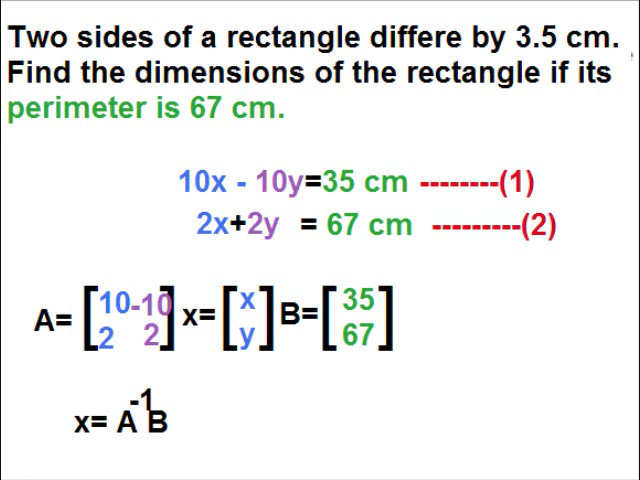 Two sides of a rectangle differe by 3.5 cm.
Find the dimensions of the rectangle if its
perimeter is 67 cm.
10x - 10y=35 cm --------(1)
2x+2y = 67 cm ---------(2)
A= [10 -10] x= [x] B= [35]
[2 2] [y] [67]
x= A⁻¹B